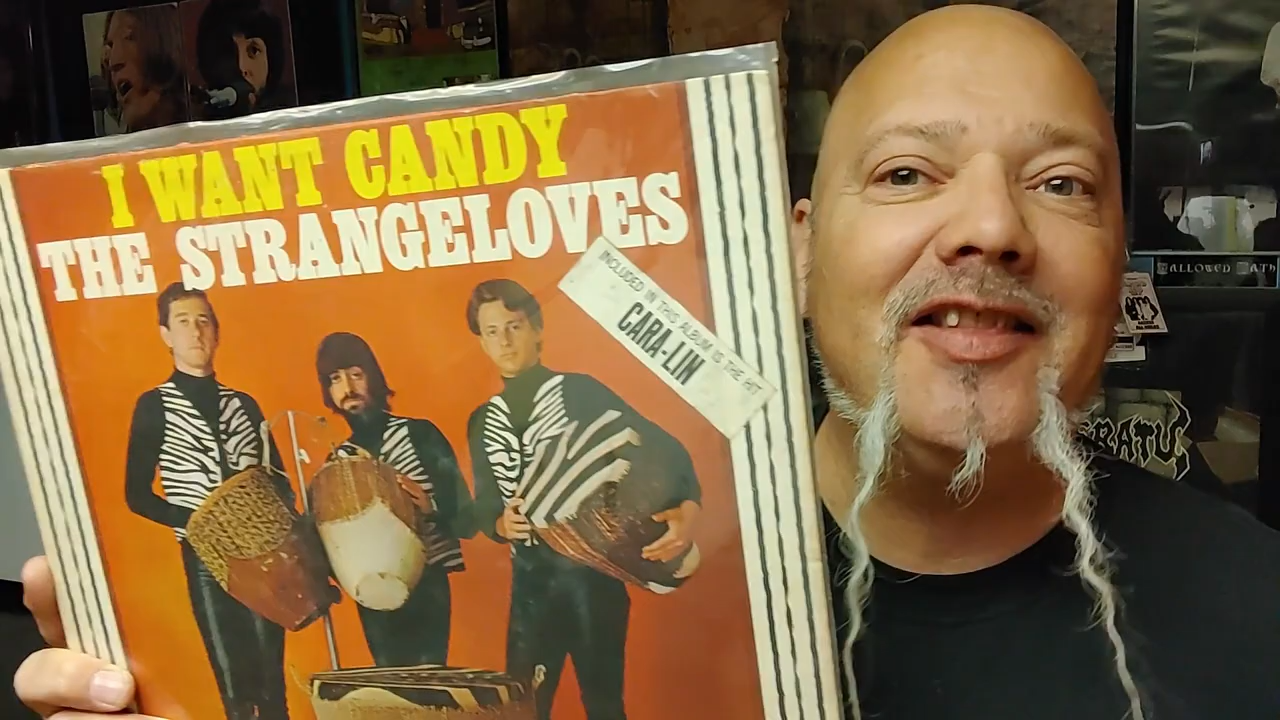 I WANT CANDY
THE STRANGELOVES
INCLUDED IN THIS ALBUM IS THE HIT
CARA-LIN